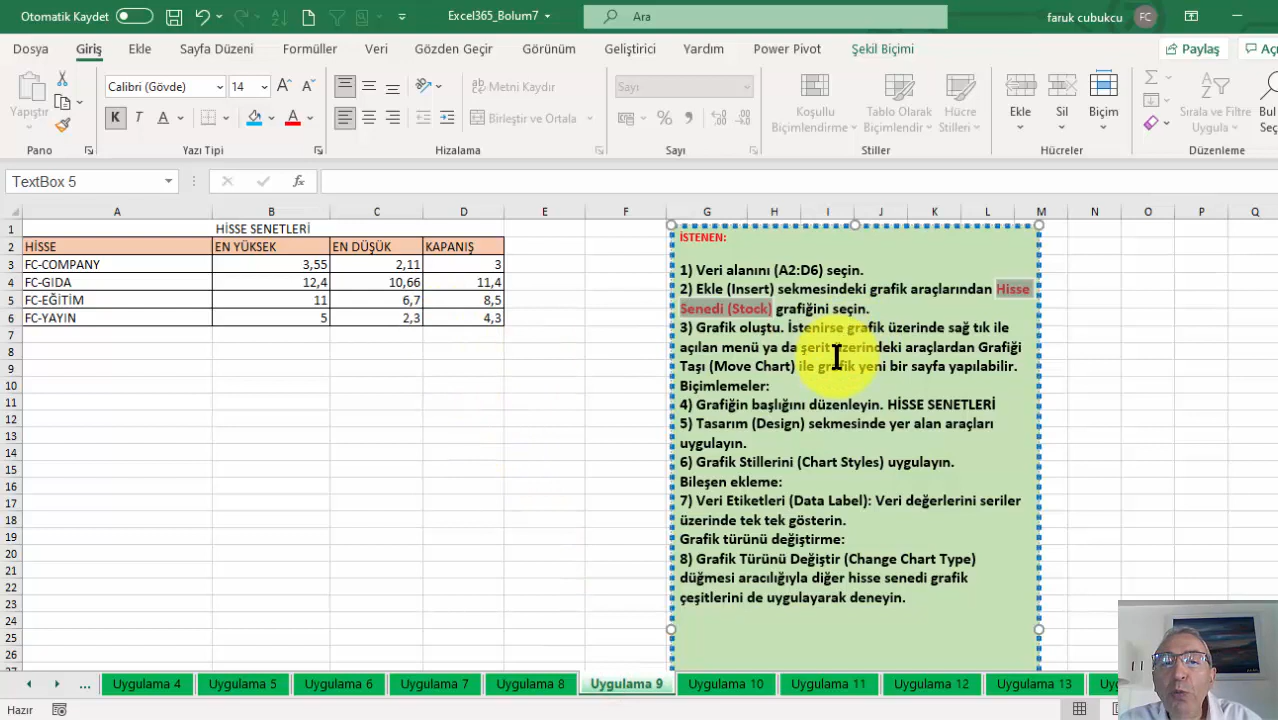 Otomatik Kaydet
Excel365_Bolum7
Ara
faruk cubukcu
FC
Dosya
Giriş
Ekle
Sayfa Düzeni
Formüller
Veri
Gözden Geçir
Görünüm
Geliştirici
Yardım
Power Pivot
Şekil Biçimi
Paylaş
Yapıştır
Calibri (Gövde)
14
K
T
A
Metni Kaydır
Birleştir ve Ortala
Sayı
Koşullu
Biçimlendirme
Tablo Olarak
Biçimlendir
Hücre
Stilleri
Ekle
Sil
Biçim
Sırala ve Filtre
Uygula
Pano
Yazı Tipi
Hizalama
Sayı
Stiller
Hücreler
Düzenleme
TextBox 5
fx
A B C D E F G H I J K L M N O P Q
1 HİSSE SENETLERİ
2 HİSSE EN YÜKSEK EN DÜŞÜK KAPANIŞ
3 FC-COMPANY 3,55 2,11 3
4 FC-GIDA 12,4 10,66 11,4
5 FC-EĞİTİM 11 6,7 8,5
6 FC-YAYIN 5 2,3 4,3
7
8
9
10
11
12
13
14
15
16
17
18
19
20
21
22
23
24
25
26
27
İSTENEN:
1) Veri alanını (A2:D6) seçin.
2) Ekle (Insert) sekmesindeki grafik araçlarından Hisse
Senedi (Stock) grafiğini seçin.
3) Grafik oluştu. İstenirse grafik üzerinde sağ tık ile
açılan menü ya da şerit üzerindeki araçlardan Grafiği
Taşı (Move Chart) ile grafik yeni bir sayfa yapılabilir.
Biçimlemeler:
4) Grafiğin başlığını düzenleyin. HİSSE SENETLERİ
5) Tasarım (Design) sekmesinde yer alan araçları
uygulayın.
6) Grafik Stillerini (Chart Styles) uygulayın.
Bileşen ekleme:
7) Veri Etiketleri (Data Label): Veri değerlerini seriler
üzerinde tek tek gösterin.
Grafik türünü değiştirme:
8) Grafik Türünü Değiştir (Change Chart Type)
düğmesi aracılığıyla diğer hisse senedi grafik
çeşitlerini de uygulayarak deneyin.
... Uygulama 4 Uygulama 5 Uygulama 6 Uygulama 7 Uygulama 8 Uygulama 9 Uygulama 10 Uygulama 11 Uygulama 12 Uygulama 13
Hazır